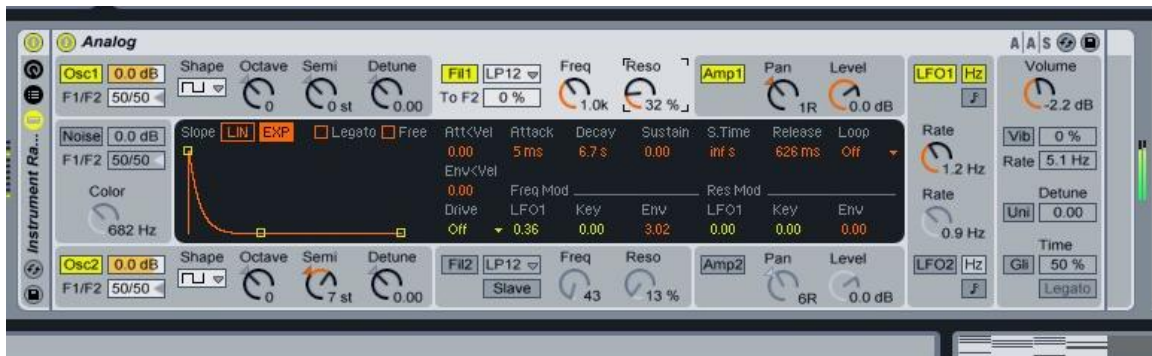 Analog A|A|S
Osc1 0.0 dB Shape Octave Semi Detune Fil1 LP12 Freq Reso Amp1 Pan Level LFO1 Hz Volume
F1/F2 50/50 0 0 st 0.00 To F2 0 % 1.0k 32 % 1R 0.0 dB -2.2 dB
Noise 0.0 dB Slope LIN EXP Legato Free Att<Vel Attack Decay Sustain S.Time Release Loop Rate Vib 0 %
F1/F2 50/50 0.00 5 ms 6.7 s 0.00 inf s 626 ms Off 1.2 Hz Rate 5.1 Hz
Env<Vel
Color 0.00 Freq Mod Res Mod Rate Detune
Drive LFO1 Key Env LFO1 Key Env Uni 0.00
682 Hz Off 0.36 0.00 3.02 0.00 0.00 0.00 0.9 Hz
Time
Osc2 0.0 dB Shape Octave Semi Detune Fil2 LP12 Freq Reso Amp2 Pan Level LFO2 Hz Gli 50 %
F1/F2 50/50 0 7 st 0.00 Slave 43 13 % 6R 0.0 dB Legato
Instrument Ra...